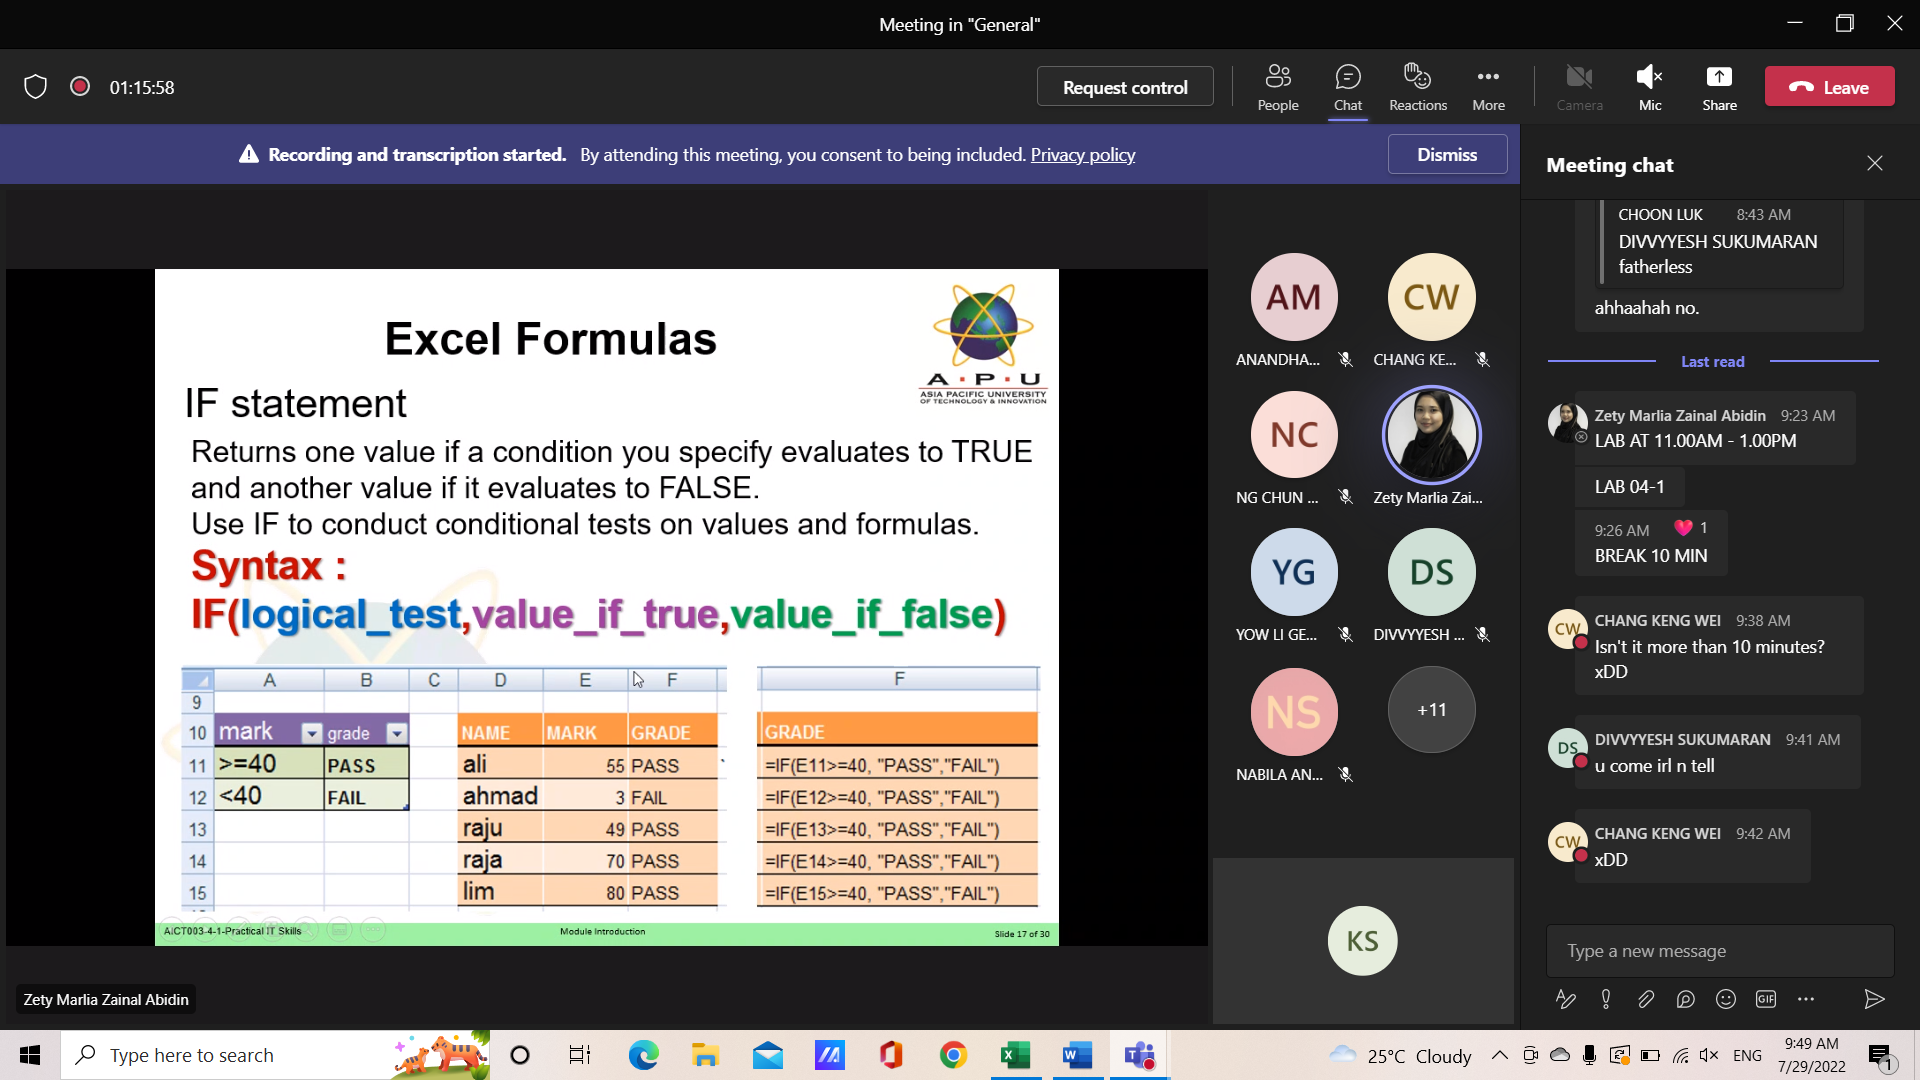 Meeting in "General"
01:15:58
Request control
People
Chat
Reactions
More
Camera
Mic
Share
Leave
Recording and transcription started. By attending this meeting, you consent to being included. Privacy policy
Dismiss
Excel Formulas
A·P·U
ASIA PACIFIC UNIVERSITY
OF TECHNOLOGY & INNOVATION
IF statement
Returns one value if a condition you specify evaluates to TRUE
and another value if it evaluates to FALSE.
Use IF to conduct conditional tests on values and formulas.
Syntax :
IF(logical_test,value_if_true,value_if_false)
A B C D E F
9
10 mark grade NAME MARK GRADE
11 >=40 PASS ali 55 PASS
12 <40 FAIL ahmad 3 FAIL
13 raju 49 PASS
14 raja 70 PASS
15 lim 80 PASS
F
GRADE
=IF(E11>=40, "PASS","FAIL")
=IF(E12>=40, "PASS","FAIL")
=IF(E13>=40, "PASS","FAIL")
=IF(E14>=40, "PASS","FAIL")
=IF(E15>=40, "PASS","FAIL")
AICT003-4-1-Practical IT Skills
Module Introduction
Slide 17 of 30
Zety Marlia Zainal Abidin
AM
ANANDHA...
CW
CHANG KE...
NC
NG CHUN ...
Zety Marlia Zai...
YG
YOW LI GE...
DS
DIVVYYESH ...
NS
NABILA AN...
+11
KS
Meeting chat
CHOON LUK 8:43 AM
DIVVYYESH SUKUMARAN
fatherless
ahhaahah no.
Last read
Zety Marlia Zainal Abidin 9:23 AM
LAB AT 11.00AM - 1.00PM
LAB 04-1
9:26 AM 1
BREAK 10 MIN
CW
CHANG KENG WEI 9:38 AM
Isn't it more than 10 minutes?
xDD
DS
DIVVYYESH SUKUMARAN 9:41 AM
u come irl n tell
CW
CHANG KENG WEI 9:42 AM
xDD
Type a new message
GIF
Type here to search
25°C Cloudy
ENG
9:49 AM
7/29/2022
1